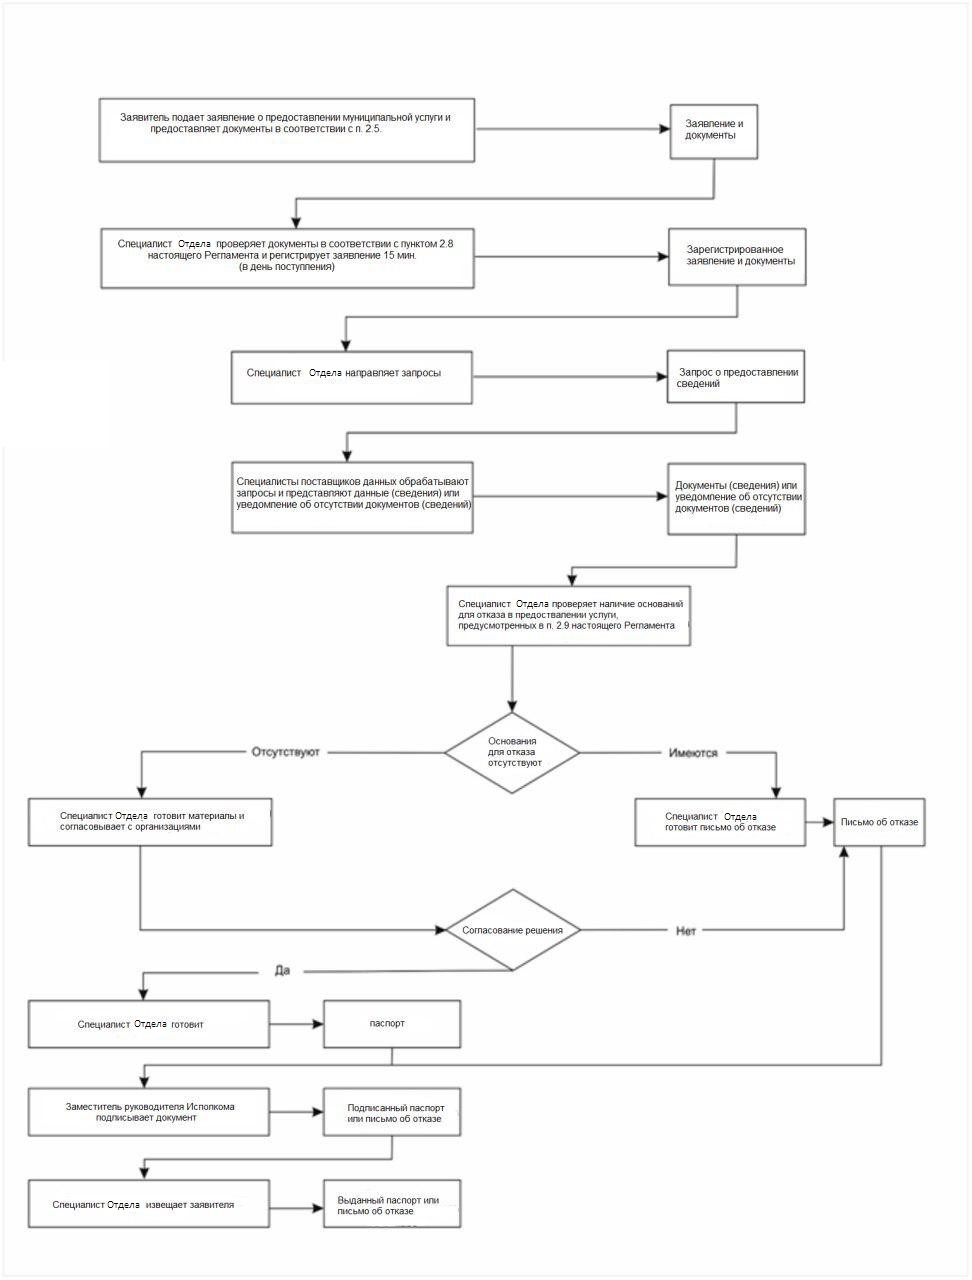 Заявитель подает заявление о предоставлении муниципальной услуги и
предоставляет документы в соответствии с п. 2.5.
Заявление и
документы
Специалист Отдела проверяет документы в соответствии с пунктом 2.8
настоящего Регламента и регистрирует заявление 15 мин.
(в день поступления)
Зарегистрированное
заявление и документы
Специалист Отдела направляет запросы
Запрос о предоставлении
сведений
Специалисты поставщиков данных обрабатывают
запросы и представляют данные (сведения) или
уведомление об отсутствии документов (сведений)
Документы (сведения) или
уведомление об отсутствии
документов (сведений)
Специалист Отдела проверяет наличие оснований
для отказа в предоствалении услуги,
предусмотренных в п. 2.9 настоящего Регламента
Основания
для отказа
отсутствуют
Отсутствуют
Имеются
Специалист Отдела готовит материалы и
согласовывает с организациями
Специалист Отдела
готовит письмо об отказе
Письмо об отказе
Согласование решения
Нет
Да
Специалист Отдела готовит
паспорт
Заместитель руководителя Исполкома
подписывает документ
Подписанный паспорт
или письмо об отказе
Специалист Отдела извещает заявителя
Выданный паспорт или
письмо об отказе